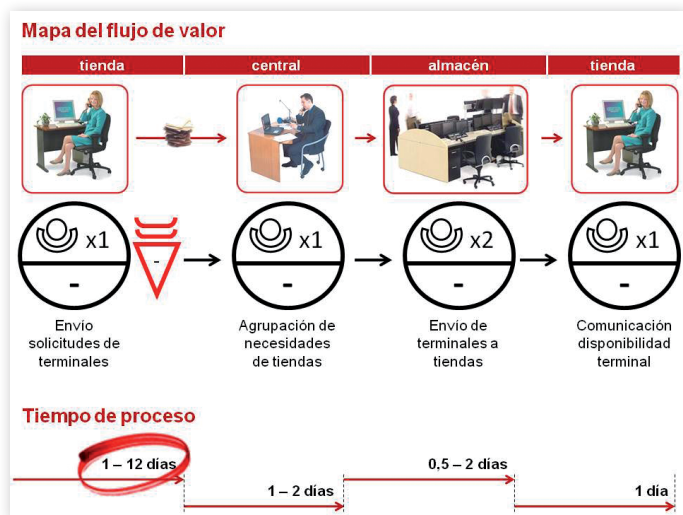 Mapa del flujo de valor
tienda central almacén tienda
x1 - x1 x2 x1
- - - -
Envío
solicitudes de
terminales
Agrupación de
necesidades
de tiendas
Envío de
terminales a
tiendas
Comunicación
disponibilidad
terminal
Tiempo de proceso
1 – 12 días
1 – 2 días
0,5 – 2 días
1 día